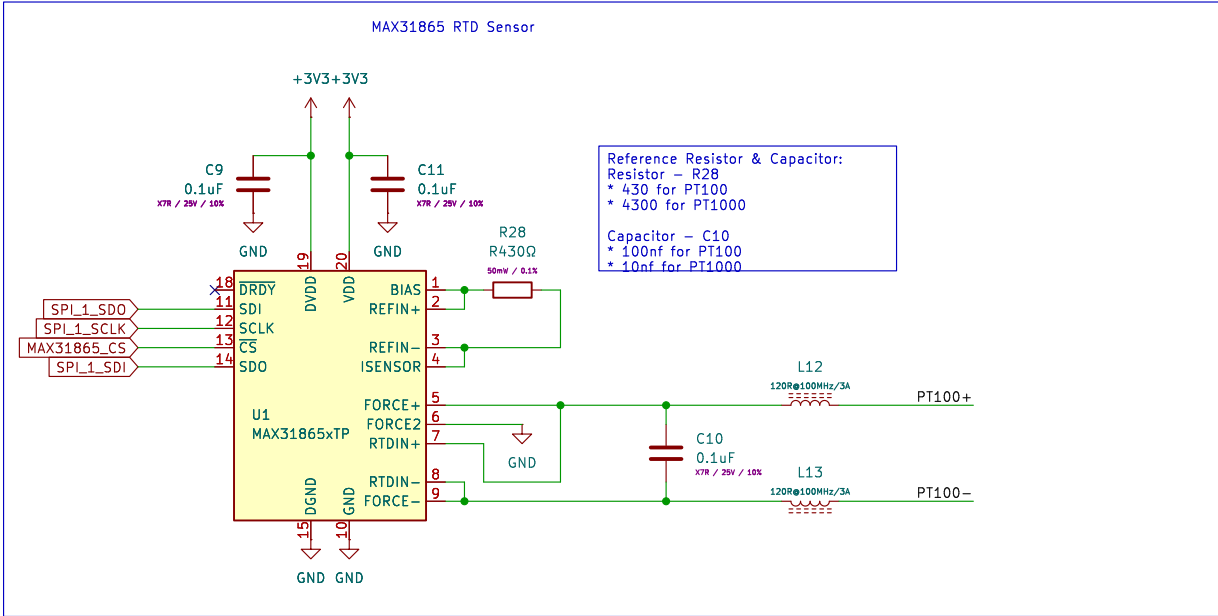 MAX31865 RTD Sensor
+3V3
+3V3
C9
0.1uF
X7R / 25V / 10%
GND
C11
0.1uF
X7R / 25V / 10%
GND
Reference Resistor & Capacitor:
Resistor - R28
* 430 for PT100
* 4300 for PT1000
Capacitor - C10
* 100nf for PT100
* 10nf for PT1000
R28
R430Ω
50mW / 0.1%
SPI_1_SDO
SPI_1_SCLK
MAX31865_CS
SPI_1_SDI
18
11
12
13
14
DRDY
SDI
SCLK
CS
SDO
19
DVDD
20
VDD
BIAS
REFIN+
REFIN-
ISENSOR
FORCE+
FORCE2
RTDIN+
RTDIN-
FORCE-
1
2
3
4
5
6
7
8
9
U1
MAX31865xTP
DGND
15
GND
10
GND
GND
GND
C10
0.1uF
X7R / 25V / 10%
L12
120R@100MHz/3A
PT100+
L13
120R@100MHz/3A
PT100-